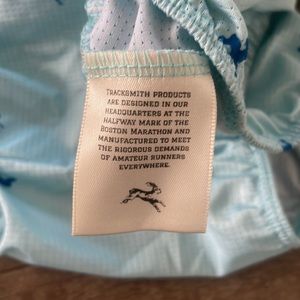 Tracksmith products
are designed in our
headquarters at the
halfway mark of the
Boston Marathon and
manufactured to meet
the rigorous demands
of amateur runners
everywhere.